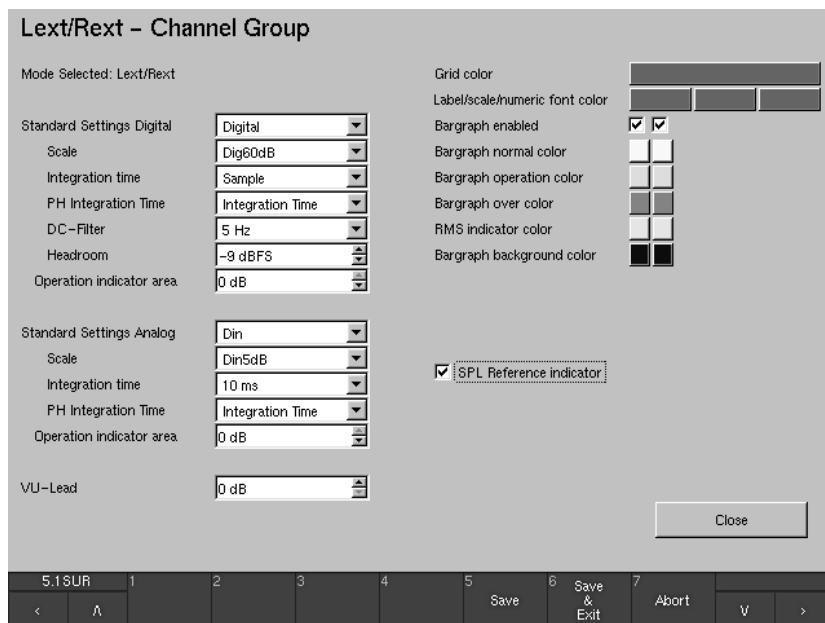 Lext/Rext – Channel Group
Mode Selected: Lext/Rext
Standard Settings Digital Digital
Scale Dig60dB
Integration time Sample
PH Integration Time Integration Time
DC-Filter 5 Hz
Headroom -9 dBFS
Operation indicator area 0 dB
Standard Settings Analog Din
Scale Din5dB
Integration time 10 ms
PH Integration Time Integration Time
Operation indicator area 0 dB
VU-Lead 0 dB
Grid color
Label/scale/numeric font color
Bargraph enabled
Bargraph normal color
Bargraph operation color
Bargraph over color
RMS indicator color
Bargraph background color
SPL Reference indicator
Close
5.1SUR
< Λ
1
2
3
4
5 Save
6 Save
&
Exit
7 Abort
V >